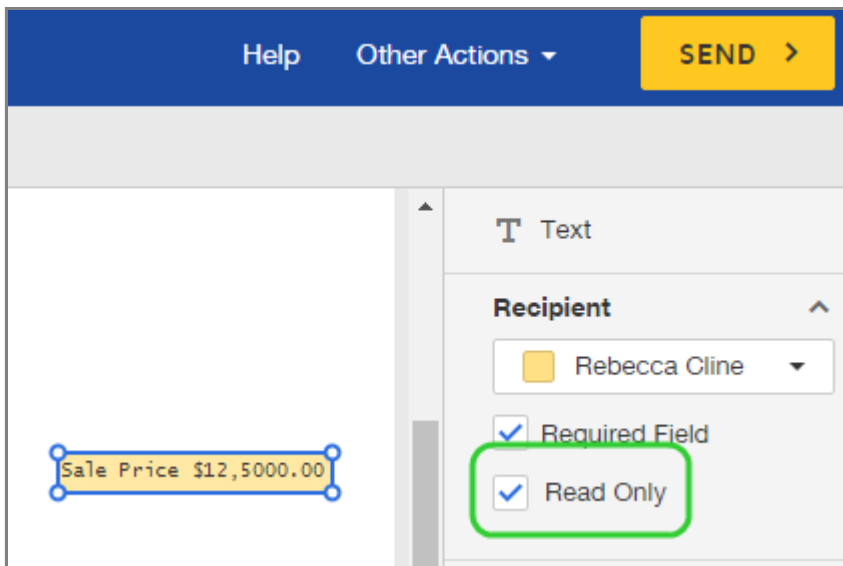 Help Other Actions SEND >
T Text
Recipient
Rebecca Cline
Required Field
Sale Price $12,5000.00
Read Only